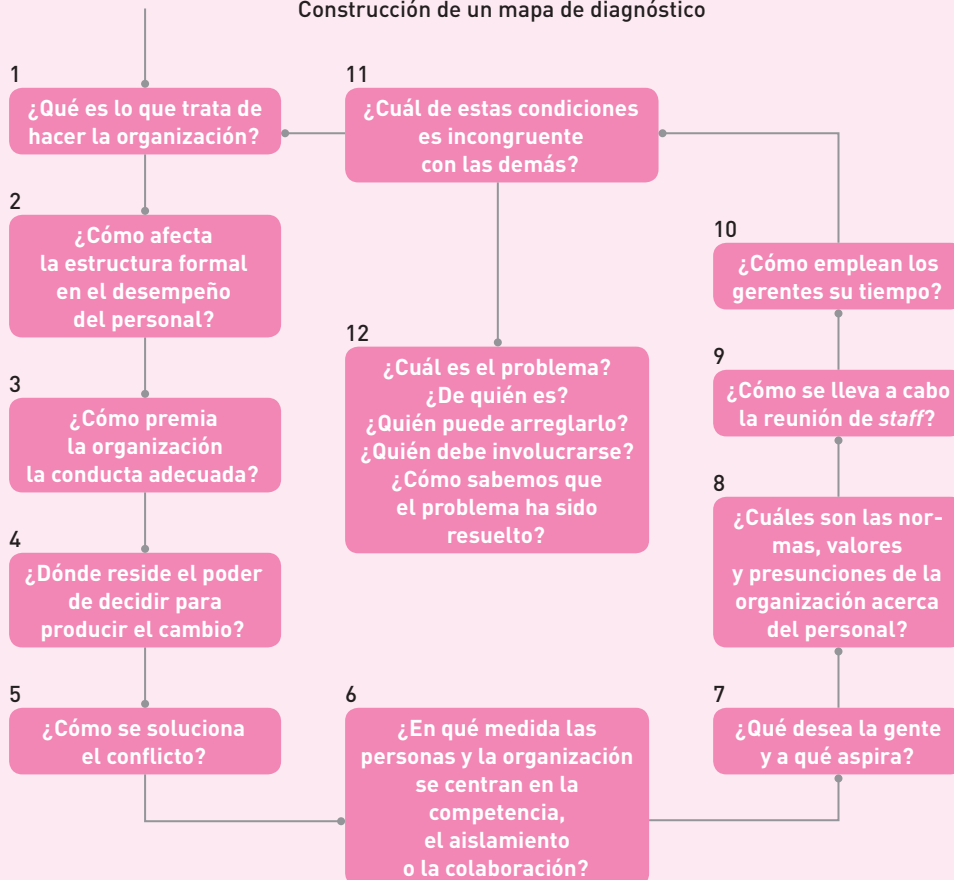 Construcción de un mapa de diagnóstico
1
¿Qué es lo que trata de
hacer la organización?
2
¿Cómo afecta
la estructura formal
en el desempeño
del personal?
3
¿Cómo premia
la organización
la conducta adecuada?
4
¿Dónde reside el poder
de decidir para
producir el cambio?
5
¿Cómo se soluciona
el conflicto?
6
¿En qué medida las
personas y la organización
se centran en la
competencia,
el aislamiento
o la colaboración?
7
¿Qué desea la gente
y a qué aspira?
8
¿Cuáles son las nor-
mas, valores
y presunciones de la
organización acerca
del personal?
9
¿Cómo se lleva a cabo
la reunión de staff?
10
¿Cómo emplean los
gerentes su tiempo?
11
¿Cuál de estas condiciones
es incongruente
con las demás?
12
¿Cuál es el problema?
¿De quién es?
¿Quién puede arreglarlo?
¿Quién debe involucrarse?
¿Cómo sabemos que
el problema ha sido
resuelto?